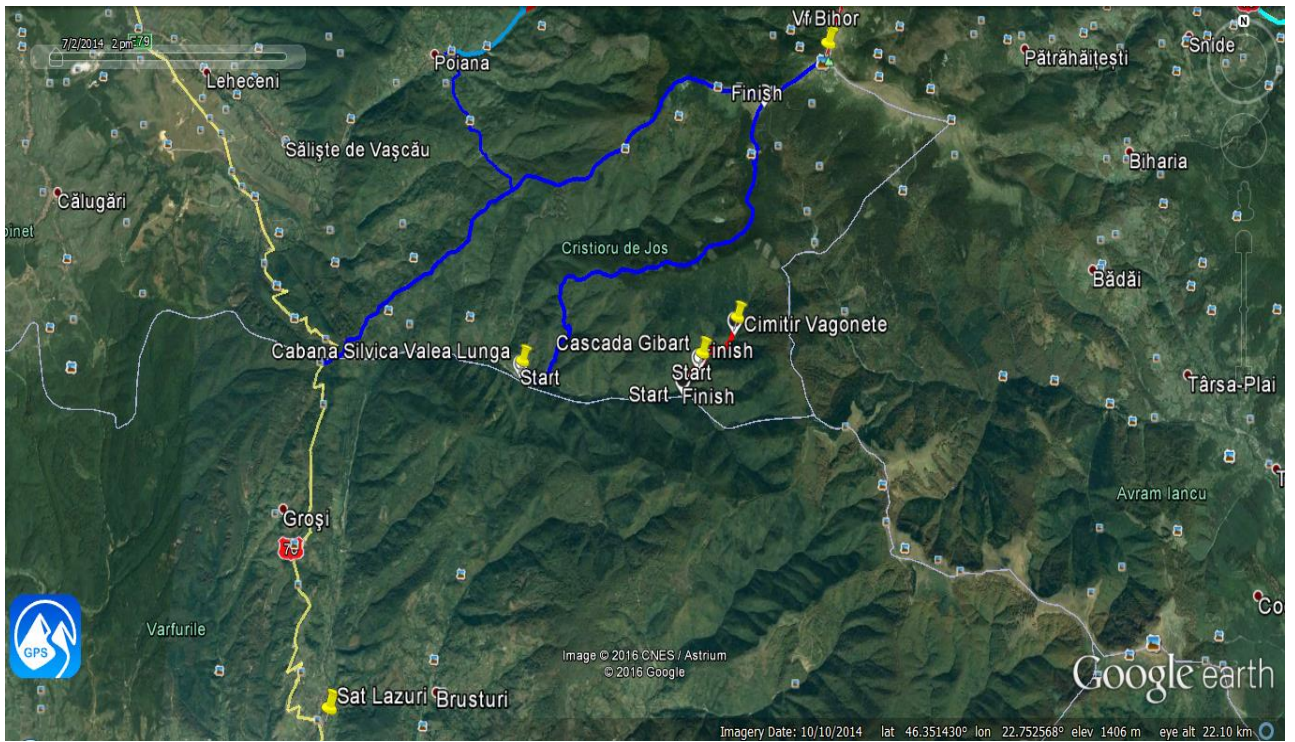 Vf Bihor
N
7/2/2014 2 pm
79
Snide
Pătrăhăițești
Poiana
Leheceni
Finish
Săliște de Vașcău
Biharia
Călugări
binet
Cristioru de Jos
Bădăi
Cimitir Vagonete
Cascada Gibart
Finish
Cabana Silvica Valea Lunga
Start
Start
Târsa-Plai
Start
Finish
Avram Iancu
Groși
Co
Varfurile
GPS
Image © 2016 CNES / Astrium
© 2016 Google
Google earth
Sat Lazuri
Brusturi
Imagery Date: 10/10/2014 lat 46.351430° lon 22.752568° elev 1406 m eye alt 22.10 km